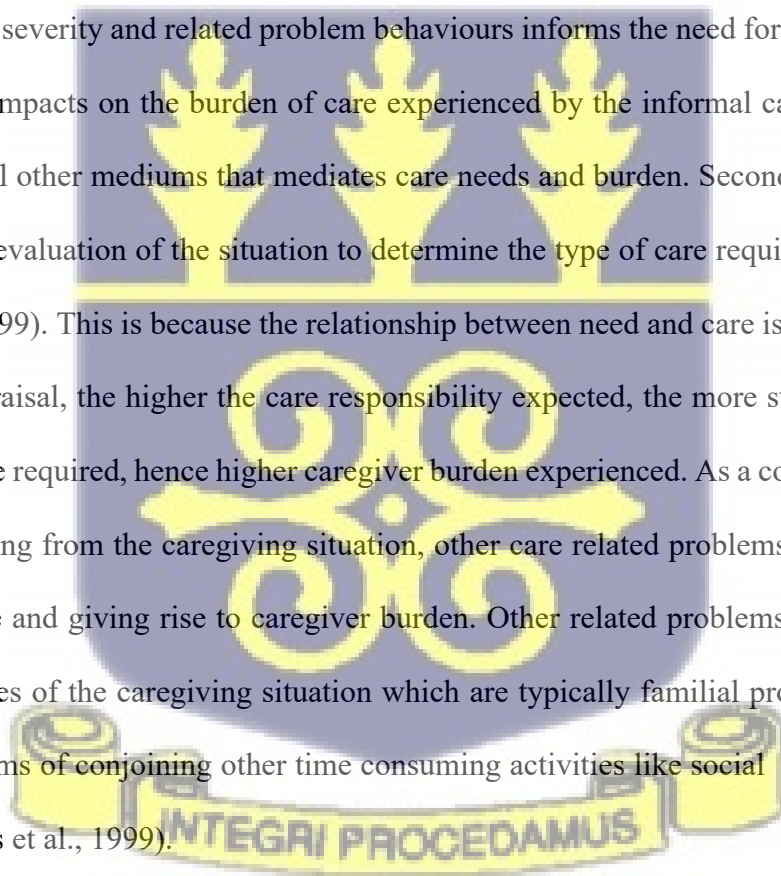 severity and related problem behaviours informs the need for
mpacts on the burden of care experienced by the informal ca
l other mediums that mediates care needs and burden. Second
evaluation of the situation to determine the type of care requi
99). This is because the relationship between need and care is
raisal, the higher the care responsibility expected, the more s
e required, hence higher caregiver burden experienced. As a co
ng from the caregiving situation, other care related problems
e and giving rise to caregiver burden. Other related problems
es of the caregiving situation which are typically familial pro
ms of conjoining other time consuming activities like social
s et al., 1999).
INTEGRI PROCEDAMUS